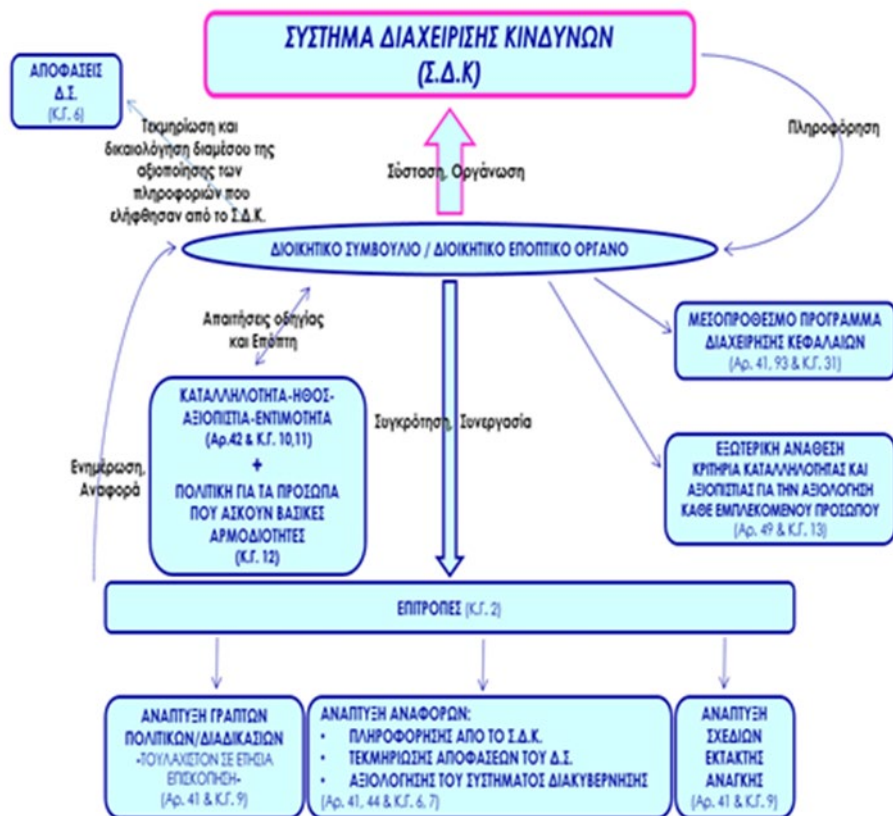 ΣΥΣΤΗΜΑ ΔΙΑΧΕΙΡΙΣΗΣ ΚΙΝΔΥΝΩΝ
(Σ.Δ.Κ)
ΑΠΟΦΑΣΕΙΣ
Δ.Σ.
(Κ.Γ. 6)
Τεκμηρίωση και
δικαιολόγηση διαμέσου της
αξιοποίησης των
πληροφοριών που
ελήφθησαν από το Σ.Δ.Κ.
Σύσταση, Οργάνωση
Πληροφόρηση
ΔΙΟΙΚΗΤΙΚΟ ΣΥΜΒΟΥΛΙΟ / ΔΙΟΙΚΗΤΙΚΟ ΕΠΟΠΤΙΚΟ ΟΡΓΑΝΟ
Απαιτήσεις οδηγίας
και Επόπτη
ΜΕΣΟΠΡΟΘΕΣΜΟ ΠΡΟΓΡΑΜΜΑ
ΔΙΑΧΕΙΡΗΣΗΣ ΚΕΦΑΛΑΙΩΝ
(Αρ. 41, 93 & Κ.Γ. 31)
ΚΑΤΑΛΛΗΛΟΤΗΤΑ-ΗΘΟΣ-
ΑΞΙΟΠΙΣΤΙΑ-ΕΝΤΙΜΟΤΗΤΑ
(Αρ.42 & Κ.Γ. 10,11)
+
ΠΟΛΙΤΙΚΗ ΓΙΑ ΤΑ ΠΡΟΣΩΠΑ
ΠΟΥ ΑΣΚΟΥΝ ΒΑΣΙΚΕΣ
ΑΡΜΟΔΙΟΤΗΤΕΣ
(Κ.Γ. 12)
Συγκρότηση, Συνεργασία
ΕΞΩΤΕΡΙΚΗ ΑΝΑΘΕΣΗ
ΚΡΙΤΗΡΙΑ ΚΑΤΑΛΛΗΛΟΤΗΤΑΣ ΚΑΙ
ΑΞΙΟΠΙΣΤΙΑΣ ΓΙΑ ΤΗΝ ΑΞΙΟΛΟΓΗΣΗ
ΚΑΘΕ ΕΜΠΛΕΚΟΜΕΝΟΥ ΠΡΟΣΩΠΟΥ
(Αρ. 49 & Κ.Γ. 13)
Ενημέρωση,
Αναφορά
ΕΠΙΤΡΟΠΕΣ (Κ.Γ. 2)
ΑΝΑΠΤΥΞΗ ΓΡΑΠΤΩΝ
ΠΟΛΙΤΙΚΩΝ/ΔΙΑΔΙΚΑΣΙΩΝ
-ΤΟΥΛΑΧΙΣΤΟΝ ΣΕ ΕΤΗΣΙΑ
ΕΠΙΣΚΟΠΗΣΗ-
(Αρ. 41 & Κ.Γ. 9)
ΑΝΑΠΤΥΞΗ ΑΝΑΦΟΡΩΝ:
• ΠΛΗΡΟΦΟΡΗΣΗΣ ΑΠΟ ΤΟ Σ.Δ.Κ.
• ΤΕΚΜΗΡΙΩΣΗΣ ΑΠΟΦΑΣΕΩΝ ΤΟΥ Δ.Σ.
• ΑΞΙΟΛΟΓΗΣΗΣ ΤΟΥ ΣΥΣΤΗΜΑΤΟΣ ΔΙΑΚΥΒΕΡΝΗΣΗΣ
(Αρ. 41, 44 & Κ.Γ. 6, 7)
ΑΝΑΠΤΥΞΗ
ΣΧΕΔΙΩΝ
ΕΚΤΑΚΤΗΣ
ΑΝΑΓΚΗΣ
(Αρ. 41 & Κ.Γ. 9)